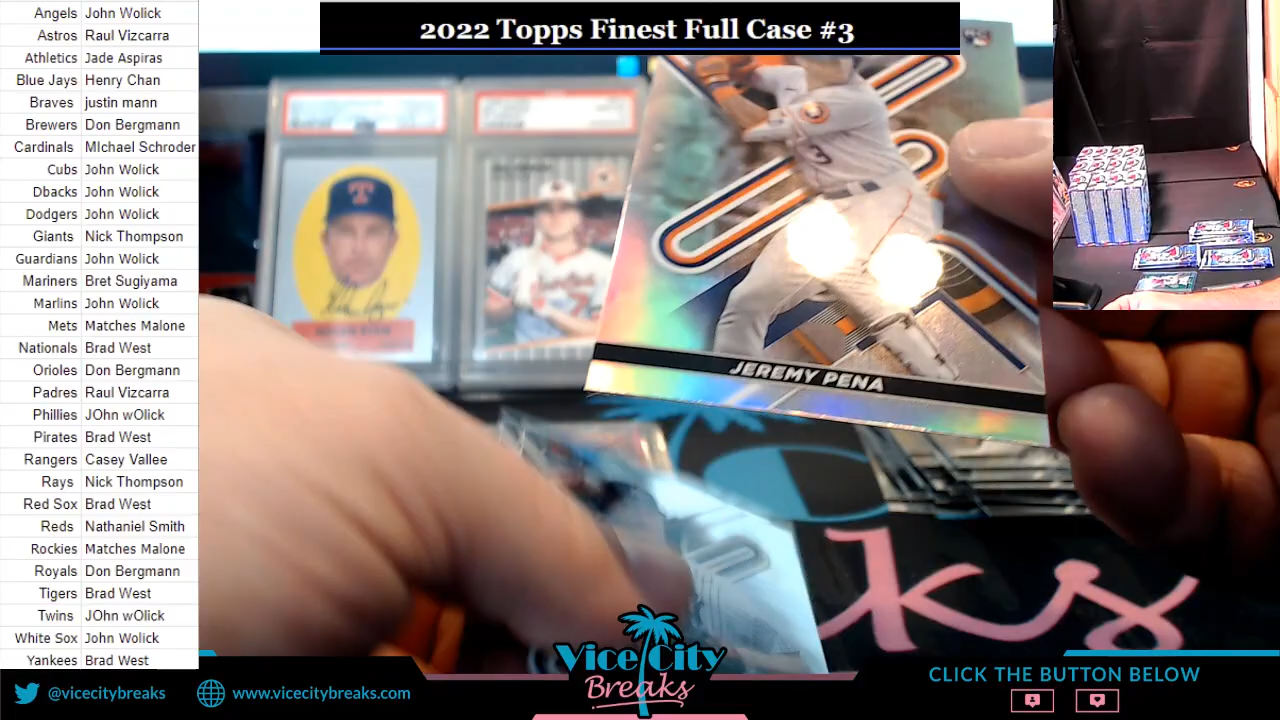 2022 Topps Finest Full Case #3
Angels John Wolick
Astros Raul Vizcarra
Athletics Jade Aspiras
Blue Jays Henry Chan
Braves justin mann
Brewers Don Bergmann
Cardinals MIchael Schroder
Cubs John Wolick
Dbacks John Wolick
Dodgers John Wolick
Giants Nick Thompson
Guardians John Wolick
Mariners Bret Sugiyama
Marlins John Wolick
Mets Matches Malone
Nationals Brad West
Orioles Don Bergmann
Padres Raul Vizcarra
Phillies JOhn wOlick
Pirates Brad West
Rangers Casey Vallee
Rays Nick Thompson
Red Sox Brad West
Reds Nathaniel Smith
Rockies Matches Malone
Royals Don Bergmann
Tigers Brad West
Twins JOhn wOlick
White Sox John Wolick
Yankees Brad West
T
3
JEREMY PENA
ks
Vice City
Breaks
@vicecitybreaks
www.vicecitybreaks.com
CLICK THE BUTTON BELOW